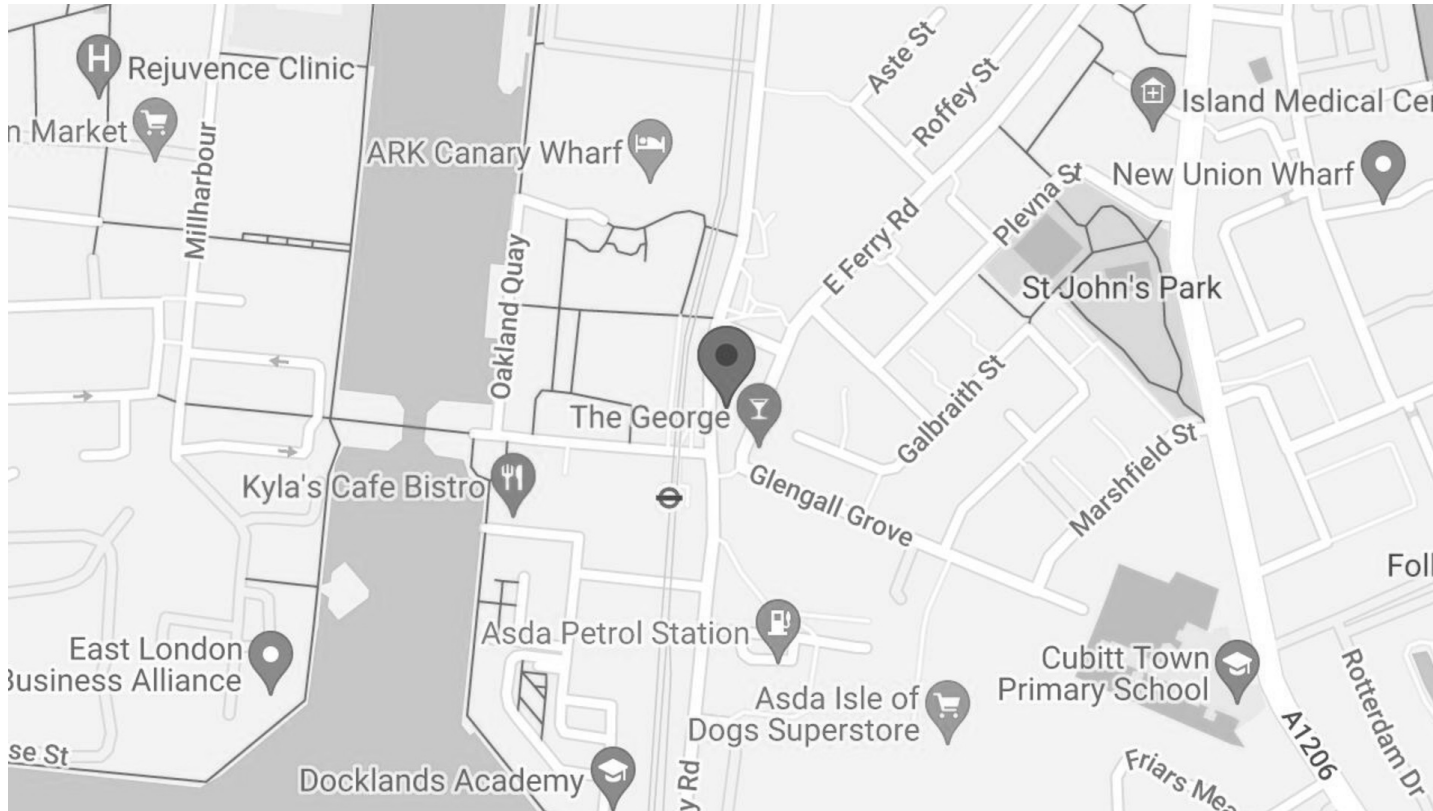 Aste St
Roffey St
H
Rejuvence Clinic
Island Medical Cer
n Market
ARK Canary Wharf
New Union Wharf
Millharbour
Plevna St
E Ferry Rd
Oakland Quay
St John's Park
The George
Galbraith St
Marshfield St
Kyla's Cafe Bistro
Glengall Grove
Foll
Asda Petrol Station
East London
Business Alliance
Cubitt Town
Primary School
Asda Isle of
Dogs Superstore
Rotterdam Dr
A1206
se St
Docklands Academy
y Rd
Friars Mea